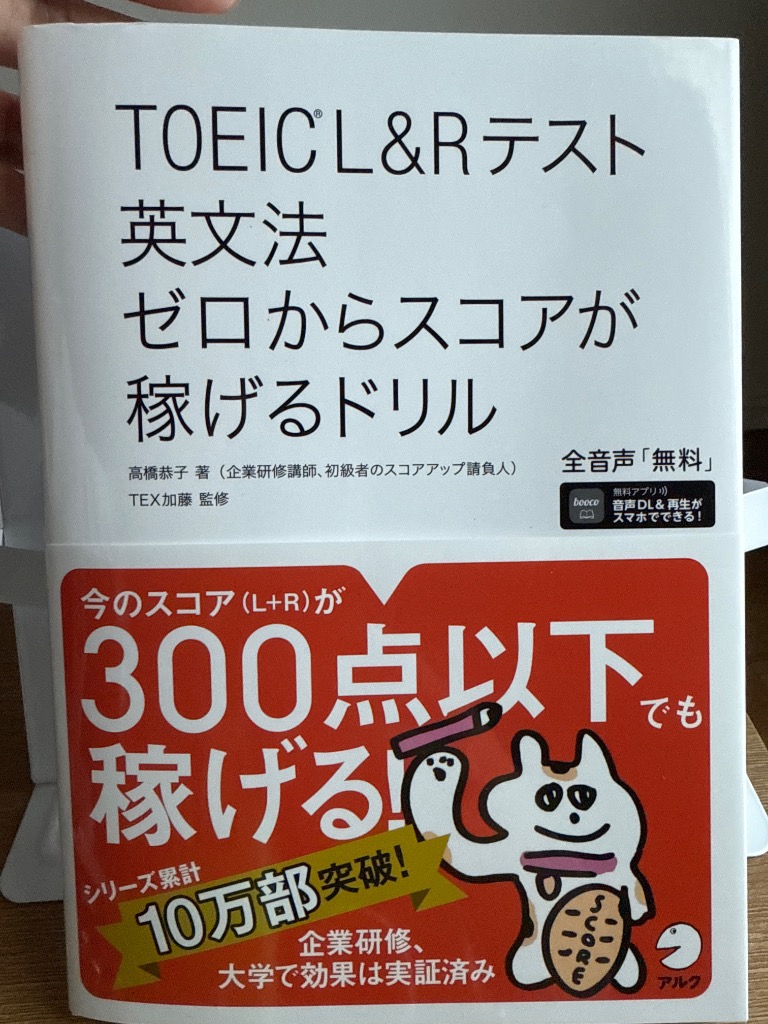 TOEIC® L&Rテスト
英文法
ゼロからスコアが
稼げるドリル
高橋恭子 著（企業研修講師、初級者のスコアアップ請負人）
TEX加藤 監修
全音声「無料」
booco
無料アプリ
音声DL&再生が
スマホでできる！
今のスコア（L+R）が
300点以下でも
稼げる！
シリーズ累計
10万部突破！
企業研修、
大学で効果は実証済み
SCORE
アルク